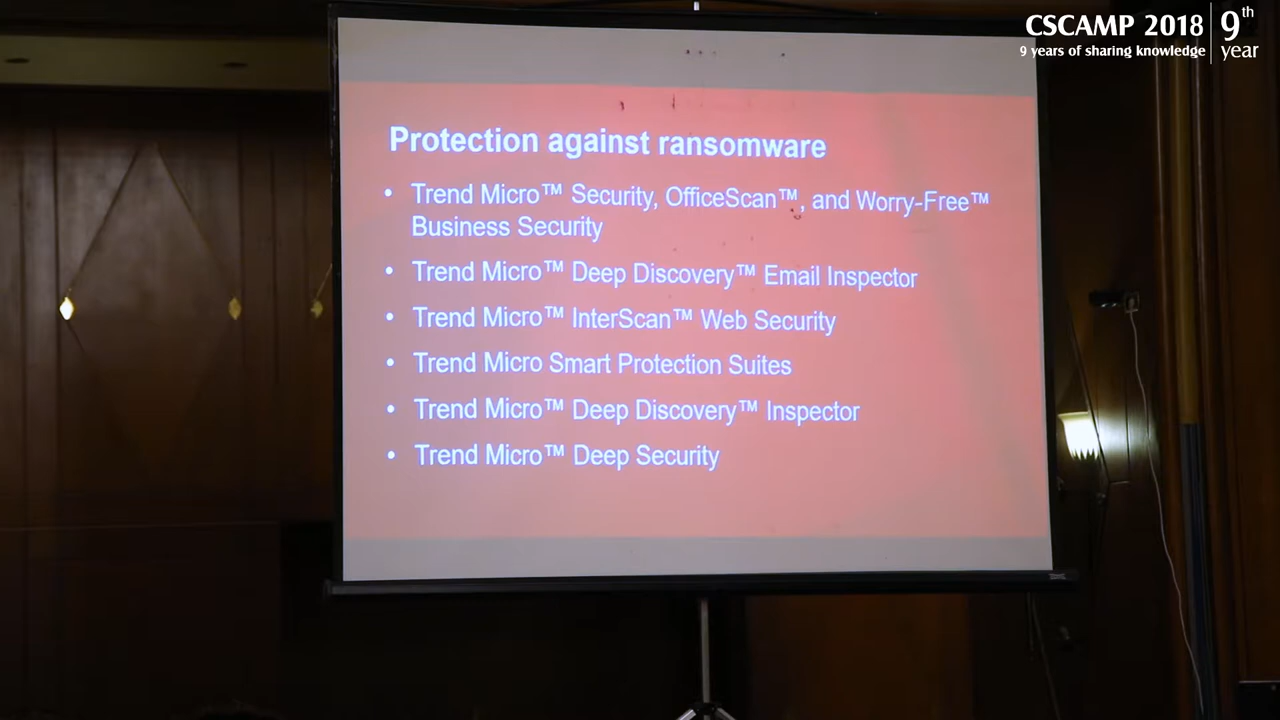 CSCAMP 2018
9 years of sharing knowledge
9th
year
Protection against ransomware
• Trend Micro™ Security, OfficeScan™, and Worry-Free™
Business Security
• Trend Micro™ Deep Discovery™ Email Inspector
• Trend Micro™ InterScan™ Web Security
• Trend Micro Smart Protection Suites
• Trend Micro™ Deep Discovery™ Inspector
• Trend Micro™ Deep Security